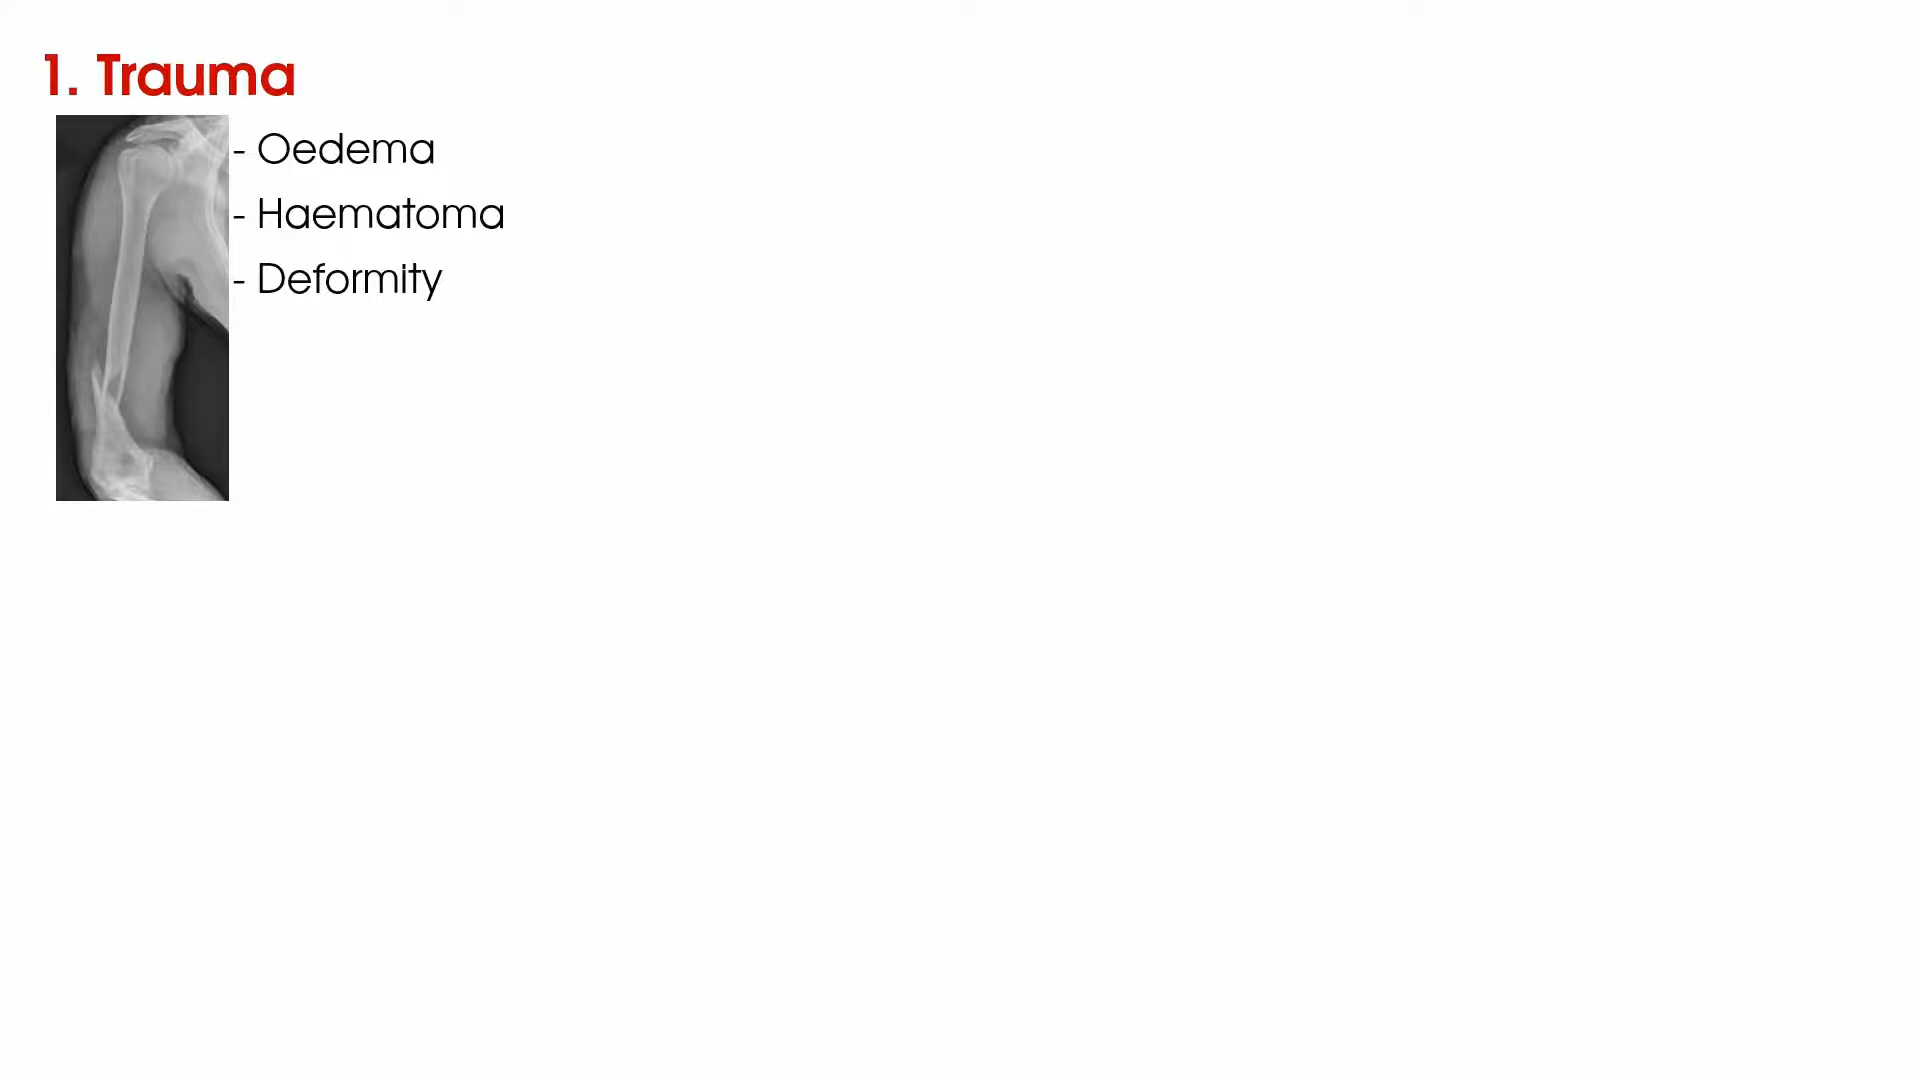 1. Trauma
- Oedema
- Haematoma
- Deformity